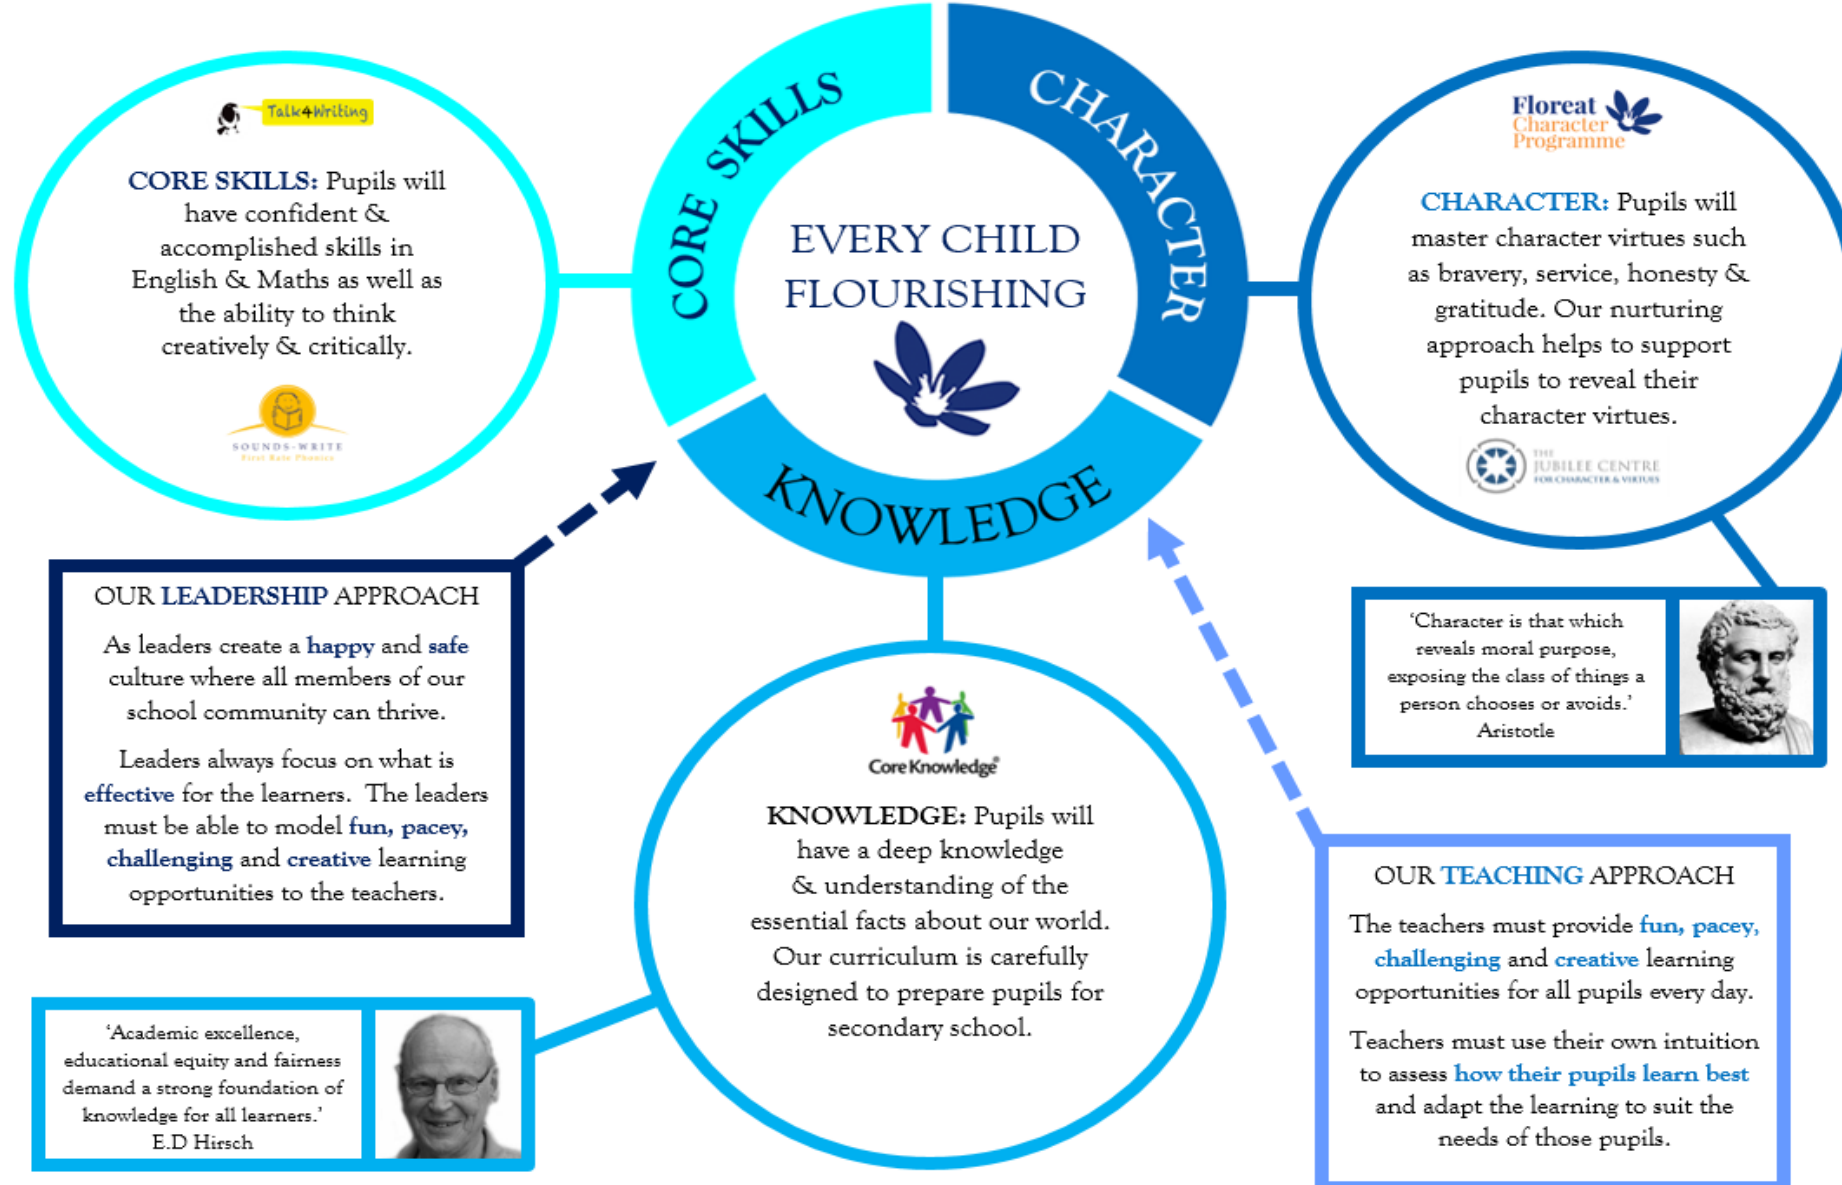 Talk4Writing
CORE SKILLS: Pupils will
have confident &
accomplished skills in
English & Maths as well as
the ability to think
creatively & critically.
SOUNDS-WRITE
First Rate Phonics
CORE SKILLS
CHARACTER
KNOWLEDGE
EVERY CHILD
FLOURISHING
Floreat
Character
Programme
CHARACTER: Pupils will
master character virtues such
as bravery, service, honesty &
gratitude. Our nurturing
approach helps to support
pupils to reveal their
character virtues.
THE
JUBILEE CENTRE
FOR CHARACTER & VIRTUES
OUR LEADERSHIP APPROACH
As leaders create a happy and safe
culture where all members of our
school community can thrive.
Leaders always focus on what is
effective for the learners. The leaders
must be able to model fun, pacey,
challenging and creative learning
opportunities to the teachers.
‘Character is that which
reveals moral purpose,
exposing the class of things a
person chooses or avoids.’
Aristotle
Core Knowledge®
KNOWLEDGE: Pupils will
have a deep knowledge
& understanding of the
essential facts about our world.
Our curriculum is carefully
designed to prepare pupils for
secondary school.
OUR TEACHING APPROACH
The teachers must provide fun, pacey,
challenging and creative learning
opportunities for all pupils every day.
Teachers must use their own intuition
to assess how their pupils learn best
and adapt the learning to suit the
needs of those pupils.
‘Academic excellence,
educational equity and fairness
demand a strong foundation of
knowledge for all learners.’
E.D Hirsch